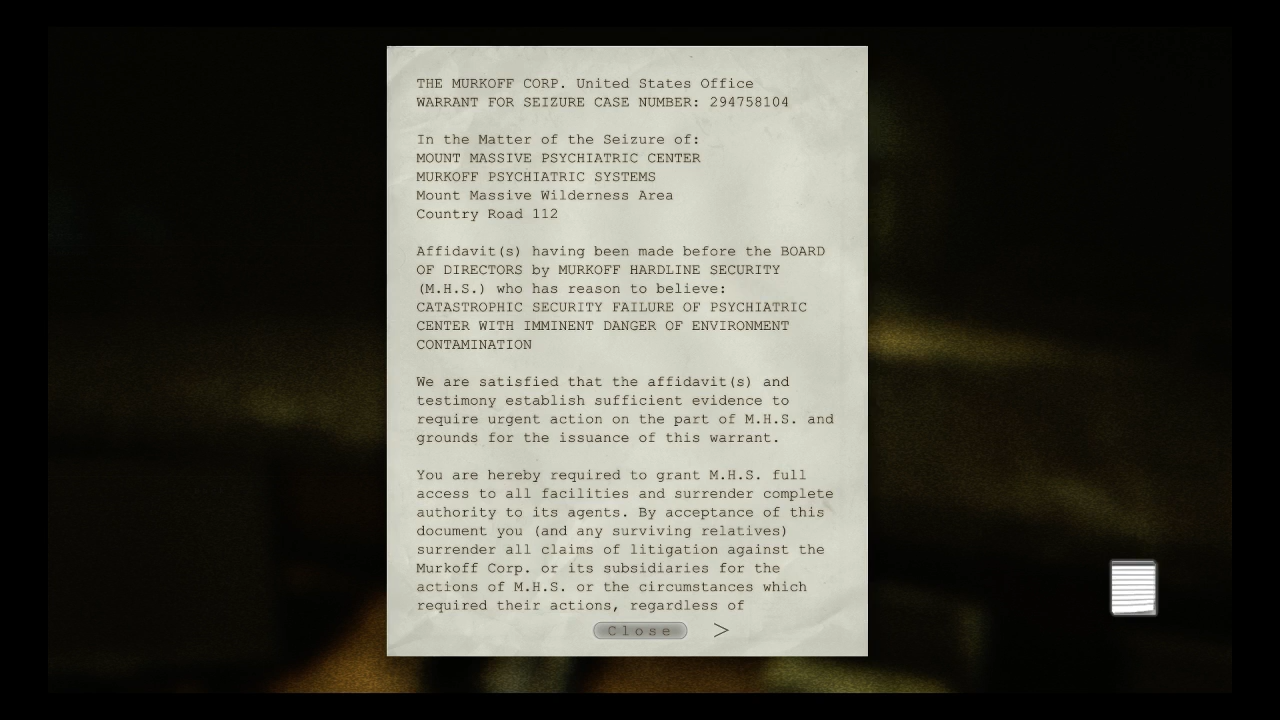 THE MURKOFF CORP. United States Office
WARRANT FOR SEIZURE CASE NUMBER: 294758104
In the Matter of the Seizure of:
MOUNT MASSIVE PSYCHIATRIC CENTER
MURKOFF PSYCHIATRIC SYSTEMS
Mount Massive Wilderness Area
Country Road 112
Affidavit(s) having been made before the BOARD
OF DIRECTORS by MURKOFF HARDLINE SECURITY
(M.H.S.) who has reason to believe:
CATASTROPHIC SECURITY FAILURE OF PSYCHIATRIC
CENTER WITH IMMINENT DANGER OF ENVIRONMENT
CONTAMINATION
We are satisfied that the affidavit(s) and
testimony establish sufficient evidence to
require urgent action on the part of M.H.S. and
grounds for the issuance of this warrant.
You are hereby required to grant M.H.S. full
access to all facilities and surrender complete
authority to its agents. By acceptance of this
document you (and any surviving relatives)
surrender all claims of litigation against the
Murkoff Corp. or its subsidiaries for the
actions of M.H.S. or the circumstances which
required their actions, regardless of
Close >